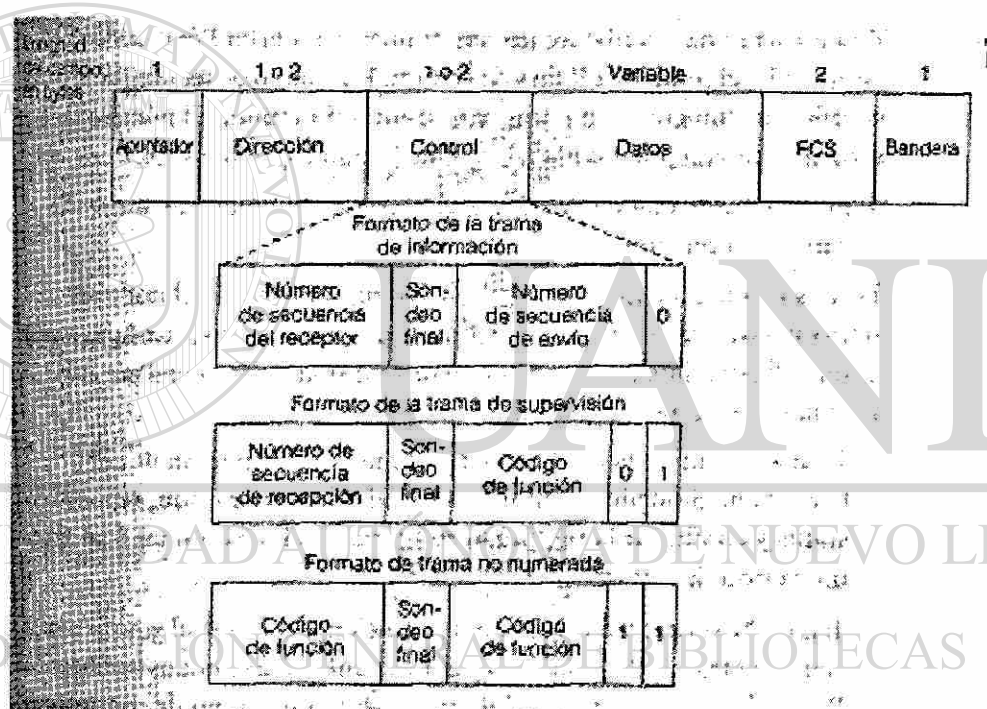 1 1 o 2 1 o 2 Variable 2 1
Apuntador Dirección Control Datos FCS Bandera
Formato de la trama
de información
Número
de secuencia
del receptor
Son-
deo
final
Número
de secuencia
de envío
0
Formato de la trama de supervisión
Número de
secuencia
de recepción
Son-
deo
final
Código
de función
0 1
Formato de trama no numerada
Código
de función
Son-
deo
final
Código
de función
1 1
UANL
DAD AUTÓNOMA DE NUEVO LE
ION GENERAL DE BIBLIOTECAS